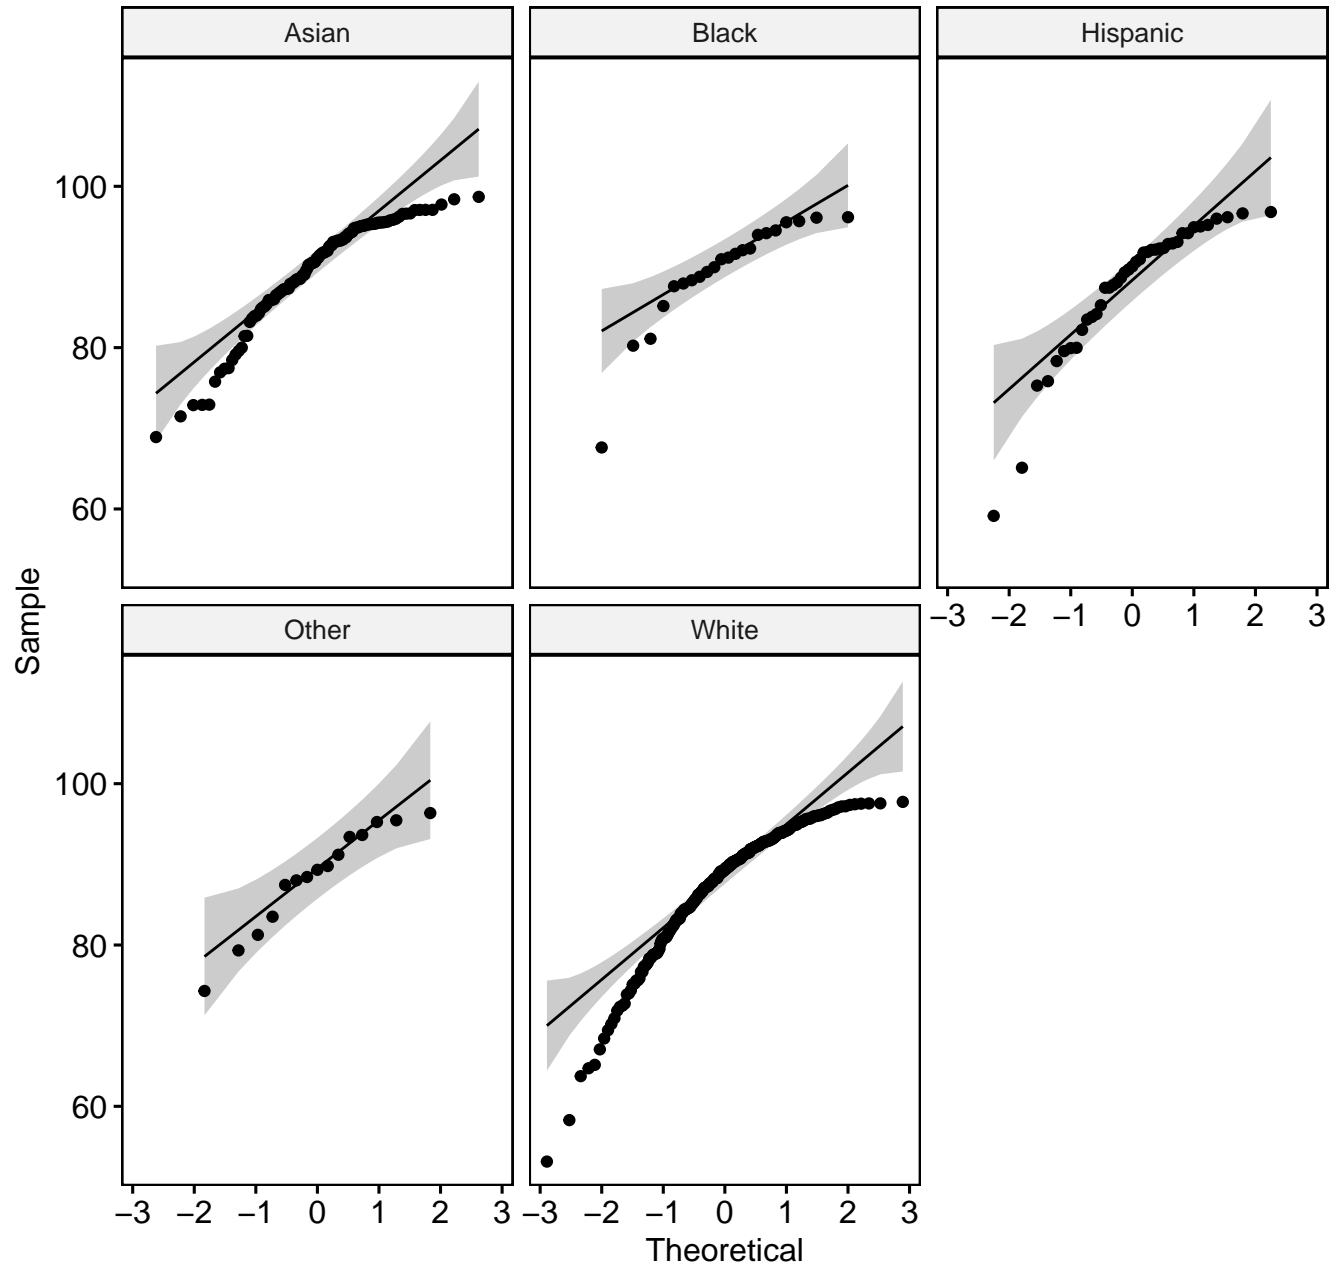 Asian Black Hispanic
100
80
60
−3 −2 −1 0 1 2 3
Other White
100
80
60
−3 −2 −1 0 1 2 3 −3 −2 −1 0 1 2 3
Theoretical
Sample